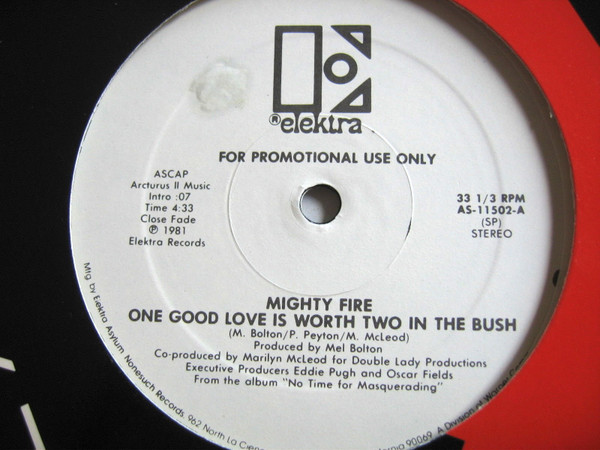 ® elektra
FOR PROMOTIONAL USE ONLY
ASCAP
Arcturus II Music
Intro :07
Time 4:33
Close Fade
℗ 1981
Elektra Records
33 1/3 RPM
AS-11502-A
(SP)
STEREO
MIGHTY FIRE
ONE GOOD LOVE IS WORTH TWO IN THE BUSH
(M. Bolton/P. Peyton/M. McLeod)
Produced by Mel Bolton
Co-produced by Marilyn McLeod for Double Lady Productions
Executive Producers Eddie Pugh and Oscar Fields
From the album "No Time for Masquerading"
Mfg by Elektra Asylum Nonesuch Records, 962 North La 90069. A Division of Warner